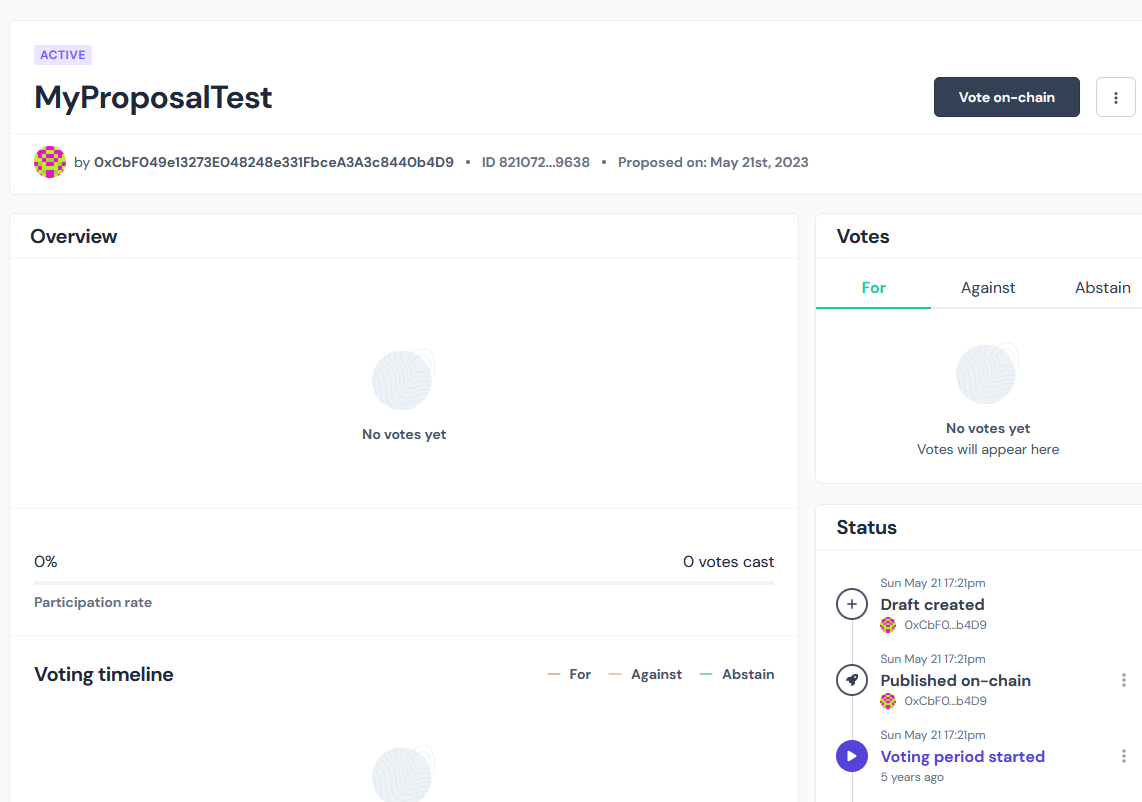 ACTIVE
MyProposalTest
Vote on-chain
by 0xCbF049e13273E048248e331FbceA3A3c8440b4D9 • ID 821072...9638 • Proposed on: May 21st, 2023
Overview
No votes yet
0% 0 votes cast
Participation rate
Voting timeline
For Against Abstain
Votes
For Against Abstain
No votes yet
Votes will appear here
Status
Sun May 21 17:21pm
Draft created
0xCbF0...b4D9
Sun May 21 17:21pm
Published on-chain
0xCbF0...b4D9
Sun May 21 17:21pm
Voting period started
5 years ago